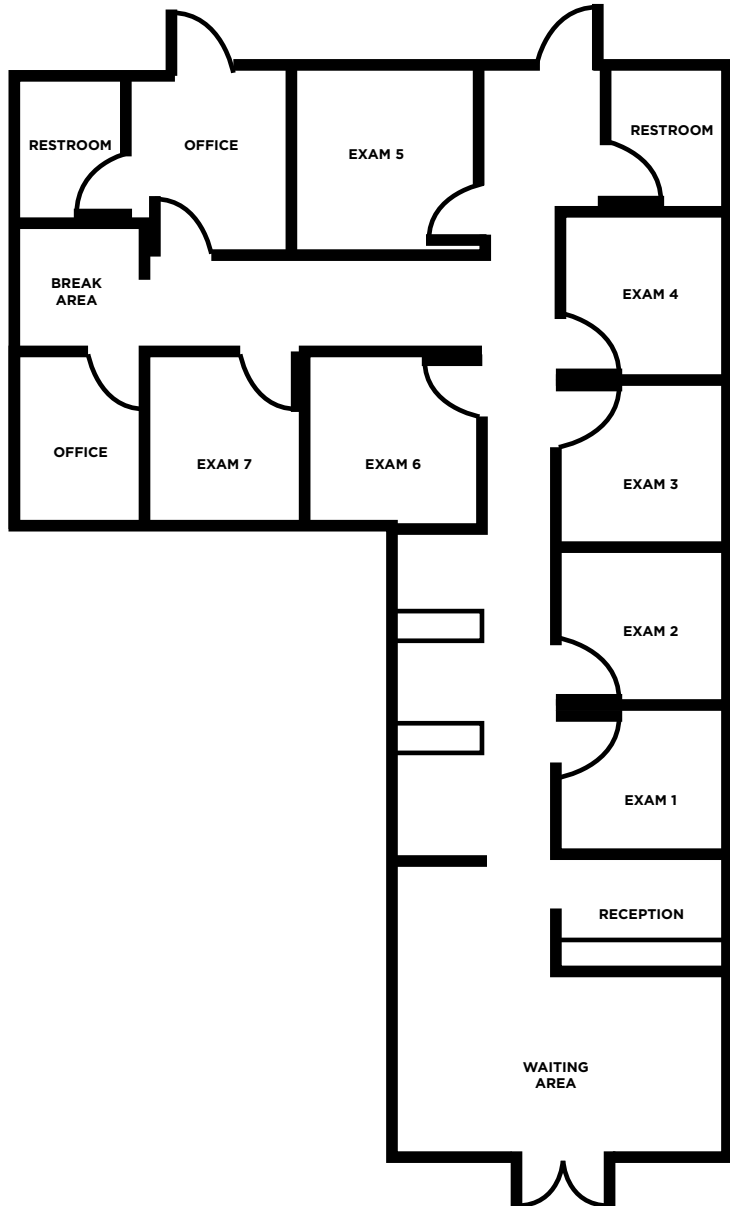 RESTROOM
OFFICE
EXAM 5
RESTROOM
BREAK
AREA
EXAM 4
OFFICE
EXAM 7
EXAM 6
EXAM 3
EXAM 2
EXAM 1
RECEPTION
WAITING
AREA